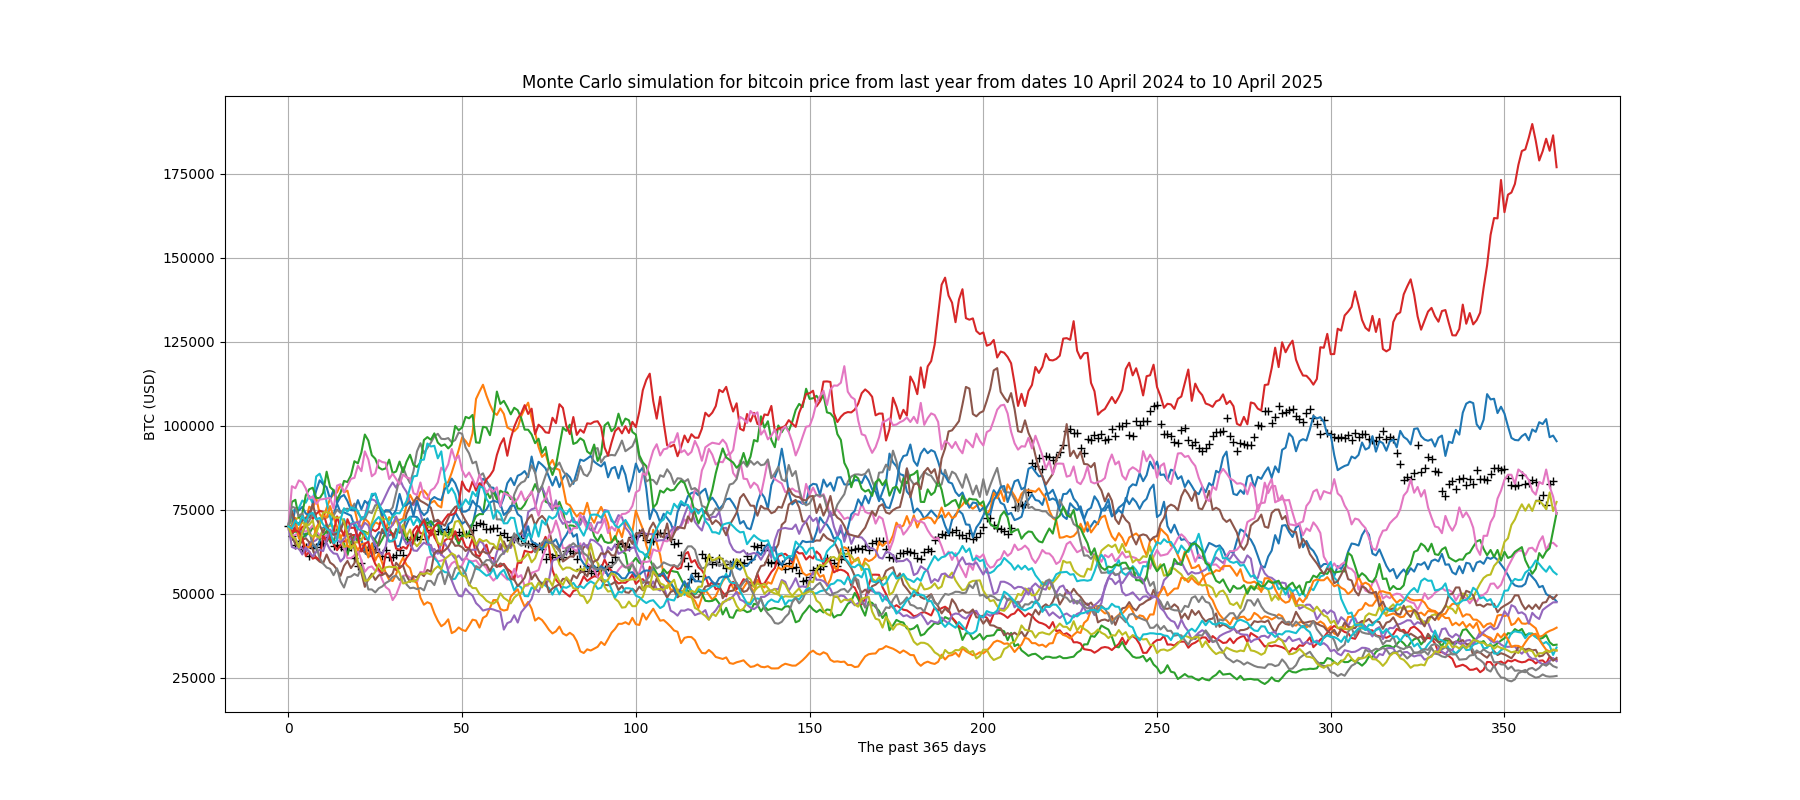 Monte Carlo simulation for bitcoin price from last year from dates 10 April 2024 to 10 April 2025
175000
150000
125000
100000
75000
50000
25000
BTC (USD)
0 50 100 150 200 250 300 350
The past 365 days